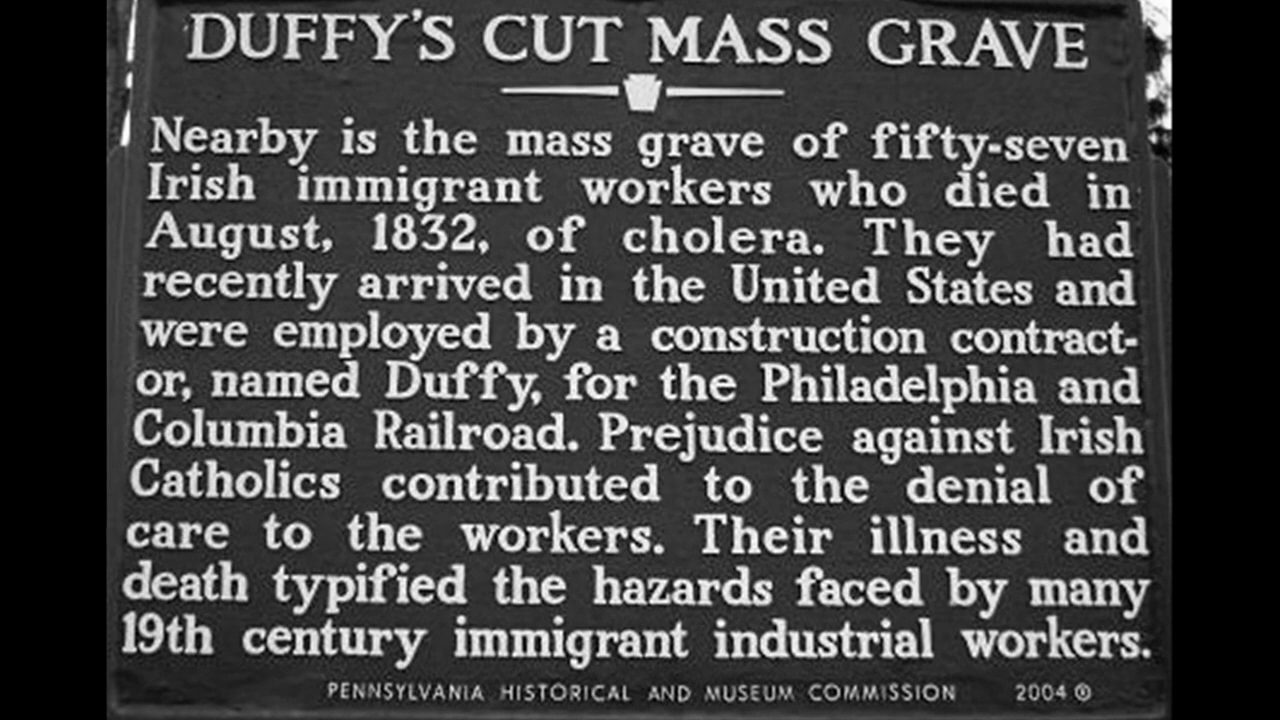 DUFFY'S CUT MASS GRAVE
Nearby is the mass grave of fifty-seven
Irish immigrant workers who died in
August, 1832, of cholera. They had
recently arrived in the United States and
were employed by a construction contract-
or, named Duffy, for the Philadelphia and
Columbia Railroad. Prejudice against Irish
Catholics contributed to the denial of
care to the workers. Their illness and
death typified the hazards faced by many
19th century immigrant industrial workers.
PENNSYLVANIA HISTORICAL AND MUSEUM COMMISSION 2004 ®